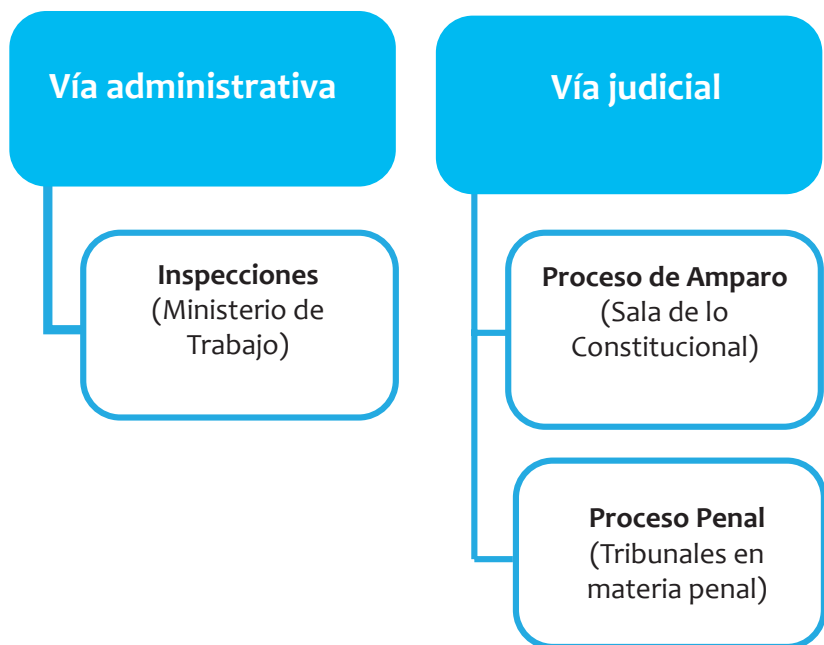 Vía administrativa
Inspecciones
(Ministerio de
Trabajo)
Vía judicial
Proceso de Amparo
(Sala de lo
Constitucional)
Proceso Penal
(Tribunales en
materia penal)